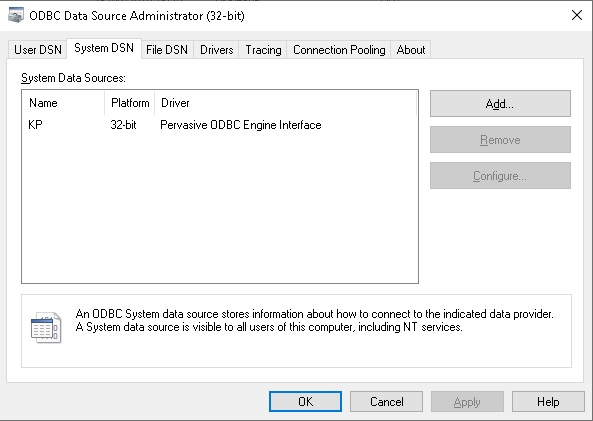 ODBC Data Source Administrator (32-bit)
User DSN System DSN File DSN Drivers Tracing Connection Pooling About
System Data Sources:
Name Platform Driver
KP 32-bit Pervasive ODBC Engine Interface
Add...
Remove
Configure...
An ODBC System data source stores information about how to connect to the indicated data provider.
A System data source is visible to all users of this computer, including NT services.
OK Cancel Apply Help